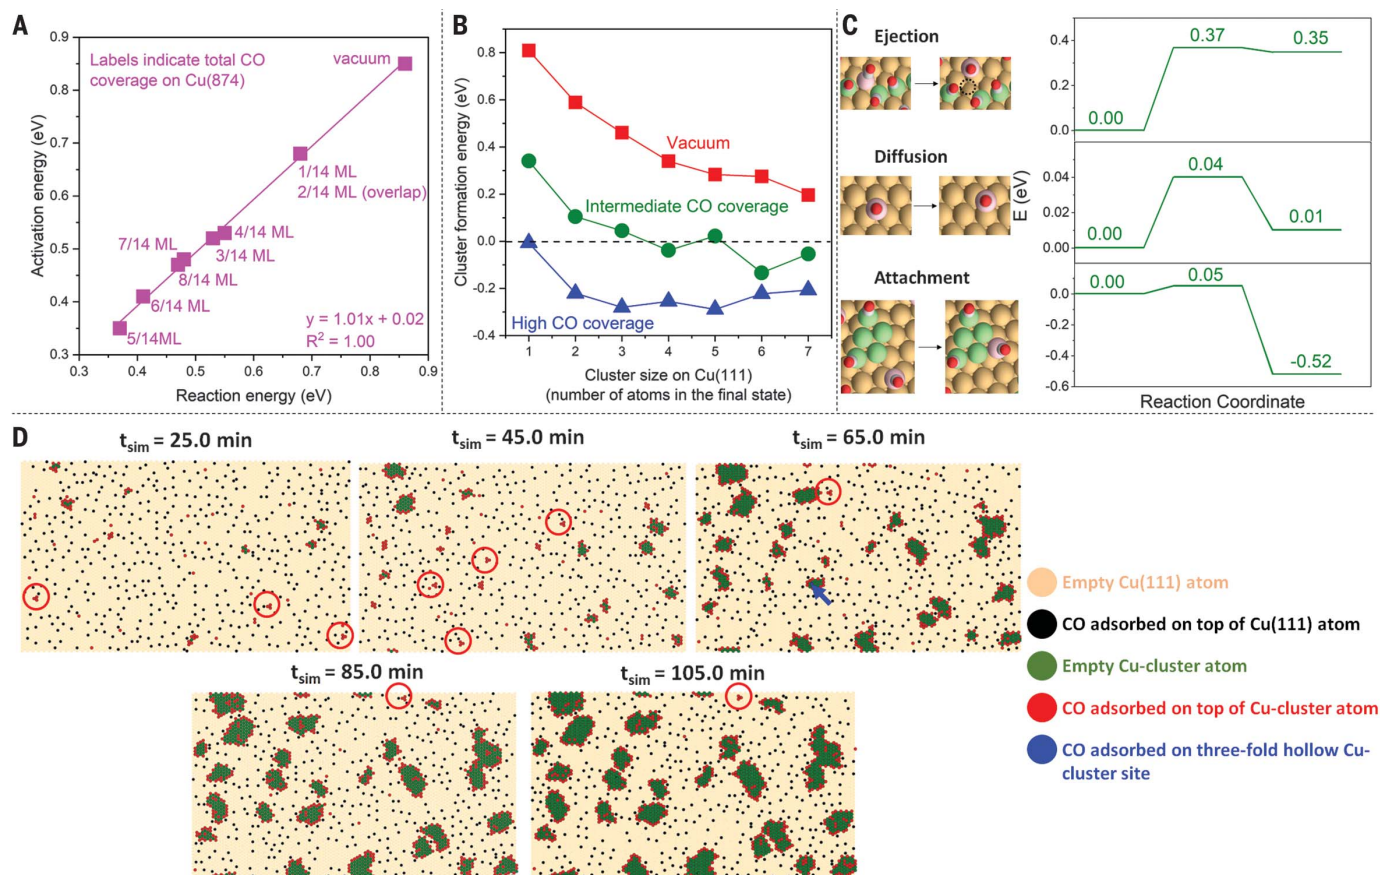 A
0.9
0.8
0.7
0.6
0.5
0.4
0.3
0.3
0.4
0.5
0.6
0.7
0.8
0.9
Activation energy (eV)
Reaction energy (eV)
Labels indicate total CO
coverage on Cu(874)
vacuum
1/14 ML
2/14 ML (overlap)
4/14 ML
3/14 ML
7/14 ML
8/14 ML
6/14 ML
5/14ML
y = 1.01x + 0.02
R² = 1.00
B
0.8
0.6
0.4
0.2
0.0
-0.2
-0.4
1
2
3
4
5
6
7
Cluster formation energy (eV)
Cluster size on Cu(111)
(number of atoms in the final state)
Vacuum
Intermediate CO coverage
High CO coverage
C
Ejection
Diffusion
Attachment
0.4
0.2
0.0
0.00
0.37
0.35
0.08
0.04
0.00
0.00
0.04
0.01
0.2
0.0
-0.2
-0.4
-0.6
0.00
0.05
-0.52
E (eV)
Reaction Coordinate
D
tsim = 25.0 min
tsim = 45.0 min
tsim = 65.0 min
tsim = 85.0 min
tsim = 105.0 min
Empty Cu(111) atom
CO adsorbed on top of Cu(111) atom
Empty Cu-cluster atom
CO adsorbed on top of Cu-cluster atom
CO adsorbed on three-fold hollow Cu-
cluster site